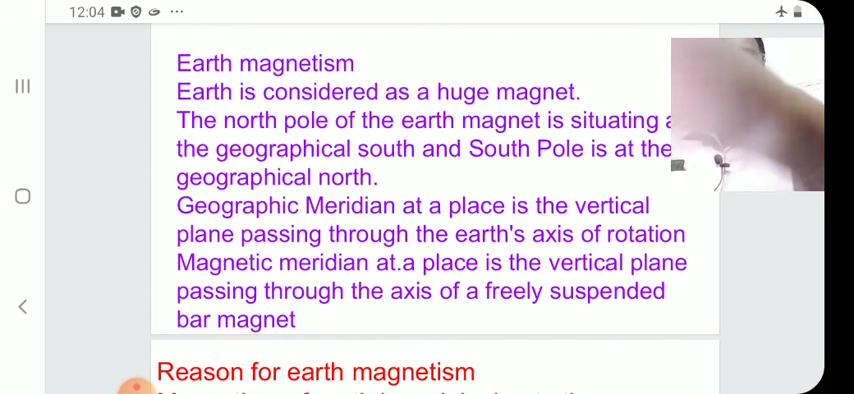 12:04
Earth magnetism
Earth is considered as a huge magnet.
The north pole of the earth magnet is situating
the geographical south and South Pole is at the
geographical north.
Geographic Meridian at a place is the vertical
plane passing through the earth's axis of rotation
Magnetic meridian at.a place is the vertical plane
passing through the axis of a freely suspended
bar magnet
Reason for earth magnetism